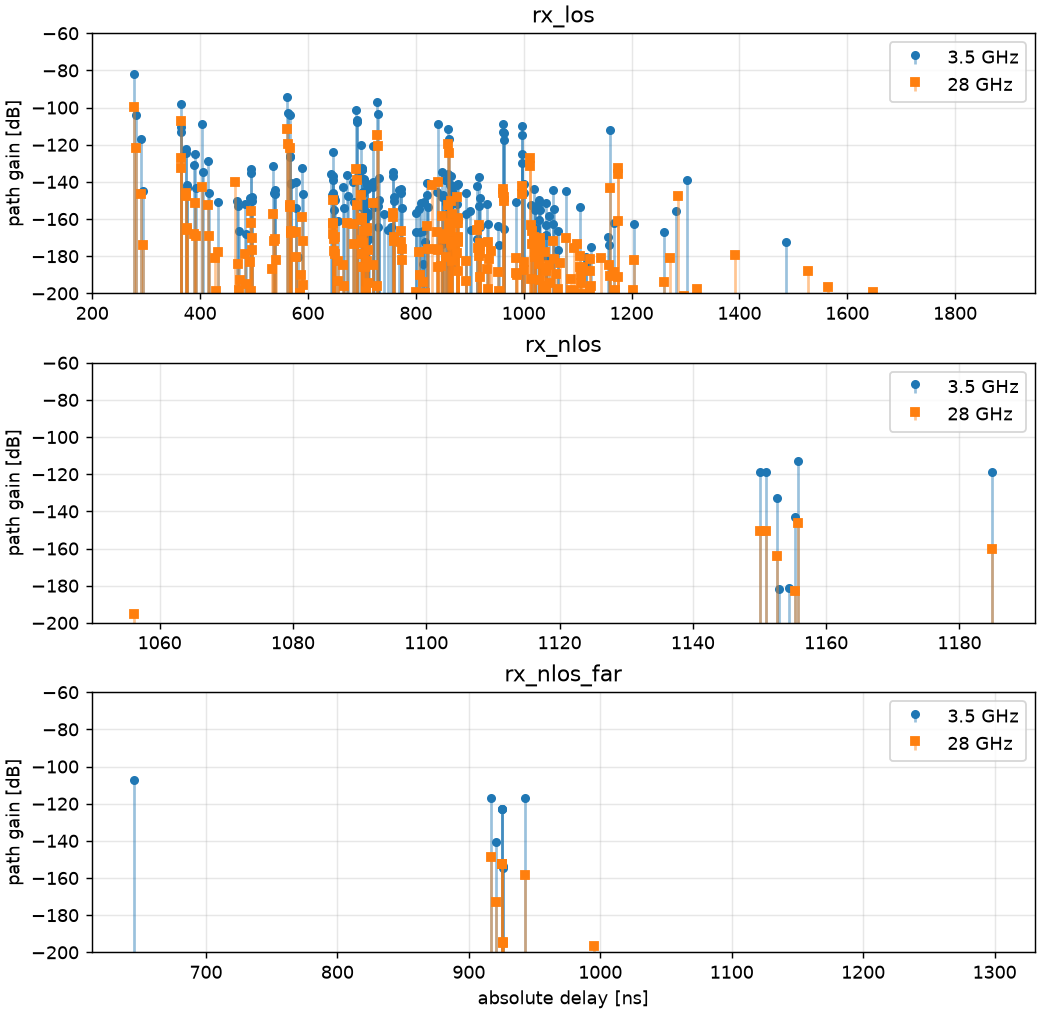 rx_los
−60
−80
−100
−120
−140
−160
−180
−200
path gain [dB]
3.5 GHz
28 GHz
200 400 600 800 1000 1200 1400 1600 1800
rx_nlos
−60
−80
−100
−120
−140
−160
−180
−200
path gain [dB]
3.5 GHz
28 GHz
1060 1080 1100 1120 1140 1160 1180
rx_nlos_far
−60
−80
−100
−120
−140
−160
−180
−200
path gain [dB]
3.5 GHz
28 GHz
700 800 900 1000 1100 1200 1300
absolute delay [ns]